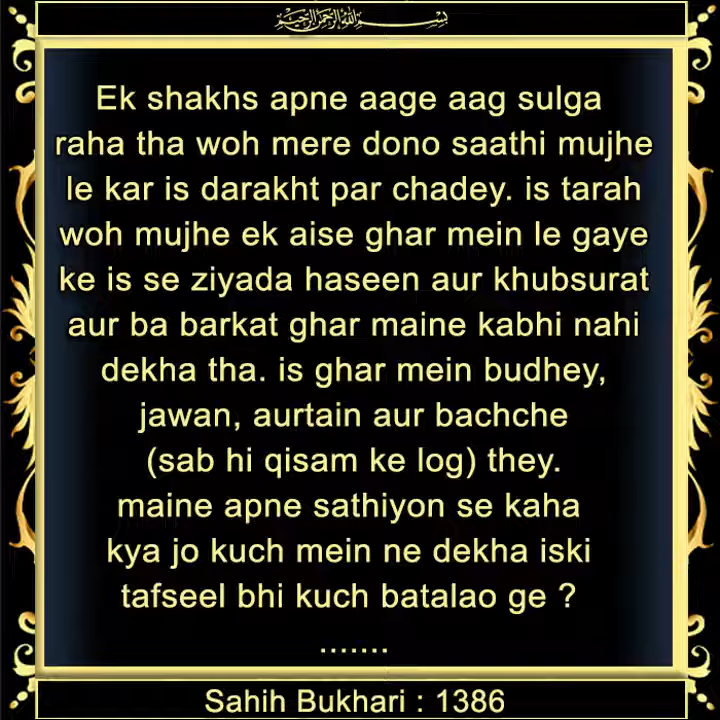 بسم الله الرحمن الرحيم
Ek shakhs apne aage aag sulga
raha tha woh mere dono saathi mujhe
le kar is darakht par chadey. is tarah
woh mujhe ek aise ghar mein le gaye
ke is se ziyada haseen aur khubsurat
aur ba barkat ghar maine kabhi nahi
dekha tha. is ghar mein budhey,
jawan, aurtain aur bachche
(sab hi qisam ke log) they.
maine apne sathiyon se kaha
kya jo kuch mein ne dekha iski
tafseel bhi kuch batalao ge ?
.......
Sahih Bukhari : 1386